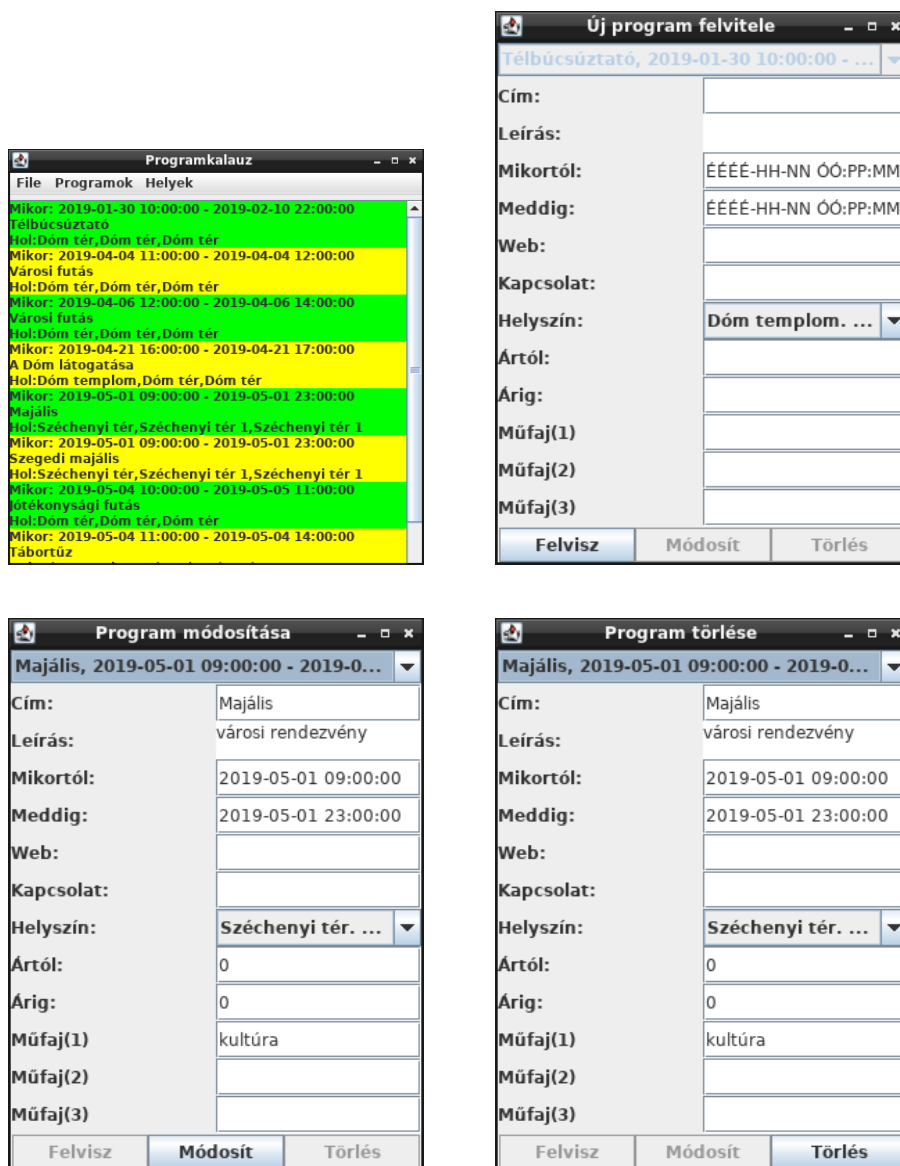 Programkalauz
File Programok Helyek
Mikor: 2019-01-30 10:00:00 - 2019-02-10 22:00:00
Télbúcsúztató
Hol:Dóm tér,Dóm tér,Dóm tér
Mikor: 2019-04-04 11:00:00 - 2019-04-04 12:00:00
Városi futás
Hol:Dóm tér,Dóm tér,Dóm tér
Mikor: 2019-04-06 12:00:00 - 2019-04-06 14:00:00
Városi futás
Hol:Dóm tér,Dóm tér,Dóm tér
Mikor: 2019-04-21 16:00:00 - 2019-04-21 17:00:00
A Dóm látogatása
Hol:Dóm templom,Dóm tér,Dóm tér
Mikor: 2019-05-01 09:00:00 - 2019-05-01 23:00:00
Majális
Hol:Széchenyi tér,Széchenyi tér 1,Széchenyi tér 1
Mikor: 2019-05-01 09:00:00 - 2019-05-01 23:00:00
Szegedi majális
Hol:Széchenyi tér,Széchenyi tér 1,Széchenyi tér 1
Mikor: 2019-05-04 10:00:00 - 2019-05-05 11:00:00
Jótékonysági futás
Hol:Dóm tér,Dóm tér,Dóm tér
Mikor: 2019-05-04 11:00:00 - 2019-05-04 14:00:00
Tábortűz
Új program felvitele
Télbúcsúztató, 2019-01-30 10:00:00 - ...
Cím:
Leírás:
Mikortól: ÉÉÉÉ-HH-NN ÓÓ:PP:MM
Meddig: ÉÉÉÉ-HH-NN ÓÓ:PP:MM
Web:
Kapcsolat:
Helyszín: Dóm templom. ...
Ártól:
Árig:
Műfaj(1)
Műfaj(2)
Műfaj(3)
Felvisz Módosít Törlés
Program módosítása
Majális, 2019-05-01 09:00:00 - 2019-0...
Cím: Majális
Leírás: városi rendezvény
Mikortól: 2019-05-01 09:00:00
Meddig: 2019-05-01 23:00:00
Web:
Kapcsolat:
Helyszín: Széchenyi tér. ...
Ártól: 0
Árig: 0
Műfaj(1) kultúra
Műfaj(2)
Műfaj(3)
Felvisz Módosít Törlés
Program törlése
Majális, 2019-05-01 09:00:00 - 2019-0...
Cím: Majális
Leírás: városi rendezvény
Mikortól: 2019-05-01 09:00:00
Meddig: 2019-05-01 23:00:00
Web:
Kapcsolat:
Helyszín: Széchenyi tér. ...
Ártól: 0
Árig: 0
Műfaj(1) kultúra
Műfaj(2)
Műfaj(3)
Felvisz Módosít Törlés